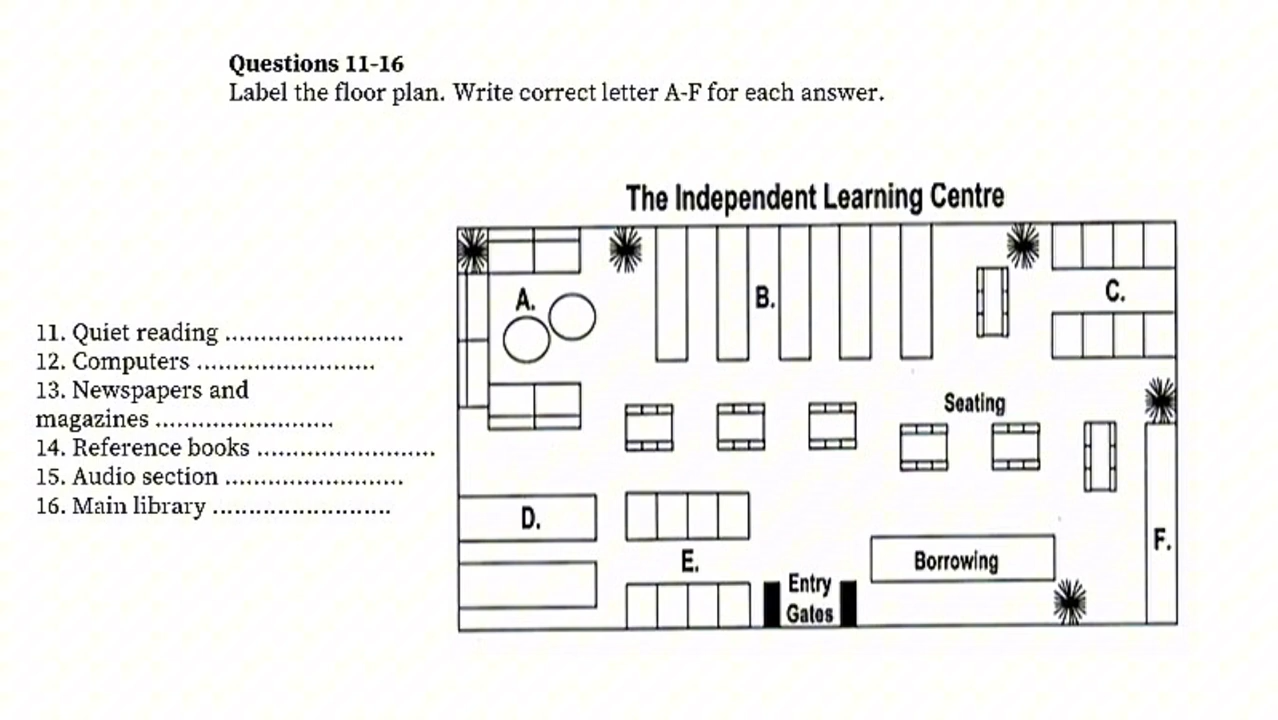 Questions 11-16
Label the floor plan. Write correct letter A-F for each answer.
The Independent Learning Centre
11. Quiet reading .........................
12. Computers .........................
13. Newspapers and
magazines .........................
14. Reference books .........................
15. Audio section .........................
16. Main library .........................
A.
B.
C.
Seating
D.
E.
Entry
Gates
Borrowing
F.